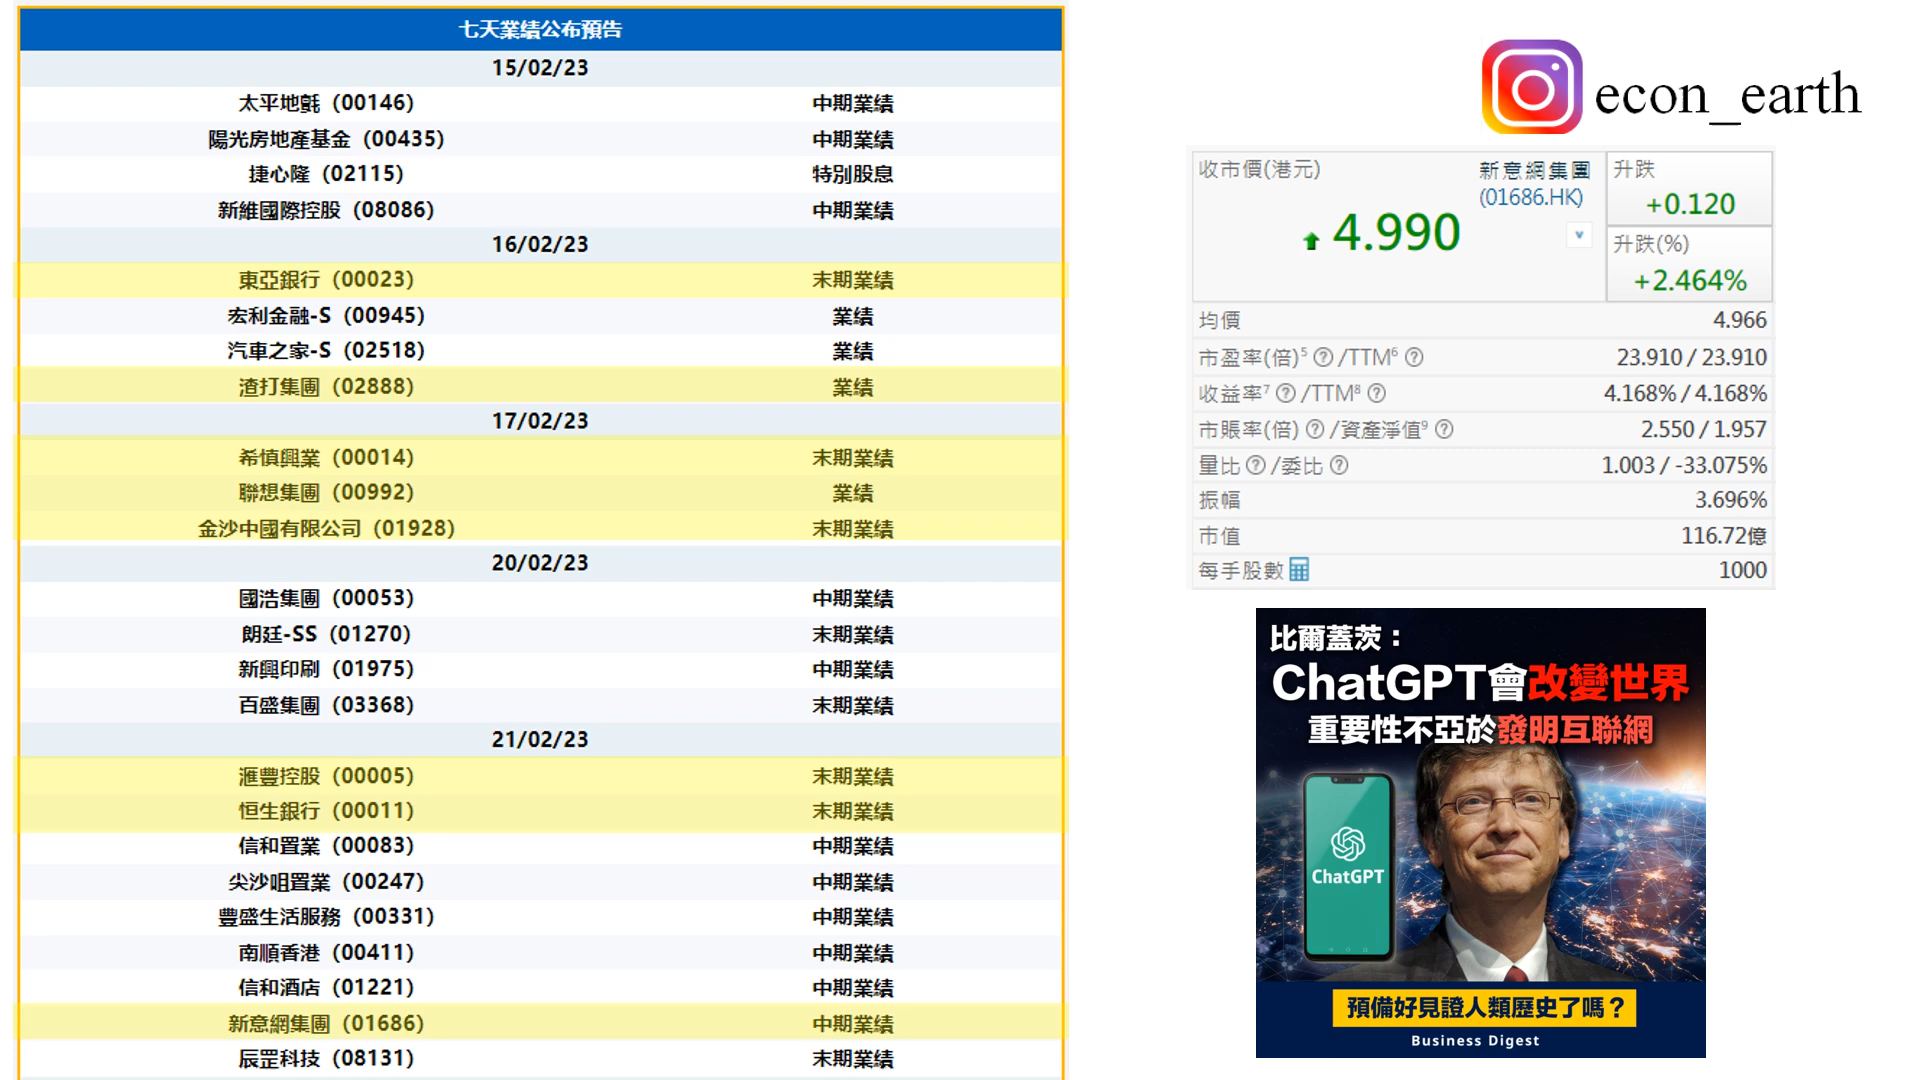 七天業績公布預告
15/02/23
太平地氈 (00146) 中期業績
陽光房地產基金 (00435) 中期業績
捷心隆 (02115) 特別股息
新維國際控股 (08086) 中期業績
16/02/23
東亞銀行 (00023) 末期業績
宏利金融-S (00945) 業績
汽車之家-S (02518) 業績
渣打集團 (02888) 業績
17/02/23
希慎興業 (00014) 末期業績
聯想集團 (00992) 業績
金沙中國有限公司 (01928) 末期業績
20/02/23
國浩集團 (00053) 中期業績
朗廷-SS (01270) 末期業績
新興印刷 (01975) 中期業績
百盛集團 (03368) 末期業績
21/02/23
滙豐控股 (00005) 末期業績
恒生銀行 (00011) 末期業績
信和置業 (00083) 中期業績
尖沙咀置業 (00247) 中期業績
豐盛生活服務 (00331) 中期業績
南順香港 (00411) 中期業績
信和酒店 (01221) 中期業績
新意網集團 (01686) 中期業績
辰罡科技 (08131) 末期業績
econ_earth
收市價(港元) 新意網集團
(01686.HK)
4.990
升跌
+0.120
升跌(%)
+2.464%
均價 4.966
市盈率(倍)5 ? /TTM6 ? 23.910 / 23.910
收益率7 ? /TTM8 ? 4.168% / 4.168%
市賬率(倍) ? /資產淨值9 ? 2.550 / 1.957
量比 ? /委比 ? 1.003 / -33.075%
振幅 3.696%
市值 116.72億
每手股數 1000
比爾蓋茨：
ChatGPT會改變世界
重要性不亞於發明互聯網
ChatGPT
預備好見證人類歷史了嗎？
Business Digest